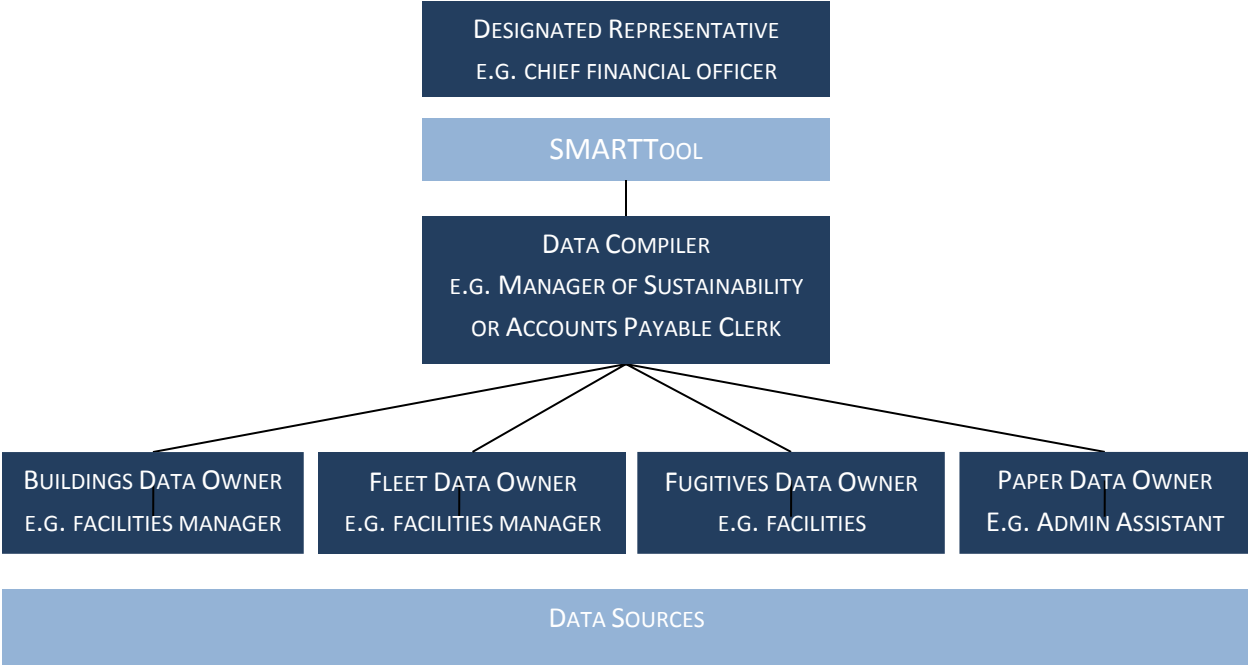 Designated Representative
e.g. chief financial officer
SMARTTool
Data Compiler
e.g. Manager of Sustainability
or Accounts Payable Clerk
Buildings Data Owner
e.g. facilities manager
Fleet Data Owner
e.g. facilities manager
Fugitives Data Owner
e.g. facilities
Paper Data Owner
E.g. Admin Assistant
Data Sources